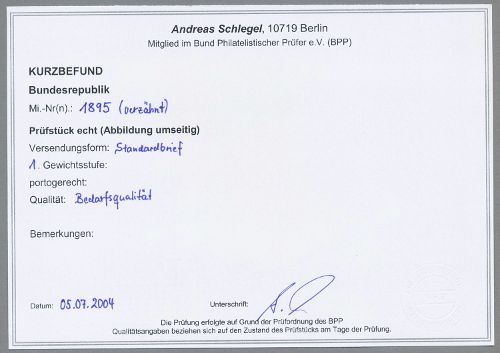 Andreas Schlegel, 10719 Berlin
Mitglied im Bund Philatelistischer Prüfer e.V. (BPP)
KURZBEFUND
Bundesrepublik
Mi.-Nr(n).: 1895 (verzähnt)
Prüfstück echt (Abbildung umseitig)
Versendungsform: Standardbrief
1. Gewichtsstufe:
portogerecht:
Qualität: Bedarfsqualität
Bemerkungen:
Datum: 05.07.2004 Unterschrift:
Die Prüfung erfolgte auf Grund der Prüfordnung des BPP
Qualitätsangaben beziehen sich auf den Zustand des Prüfstücks am Tage der Prüfung.